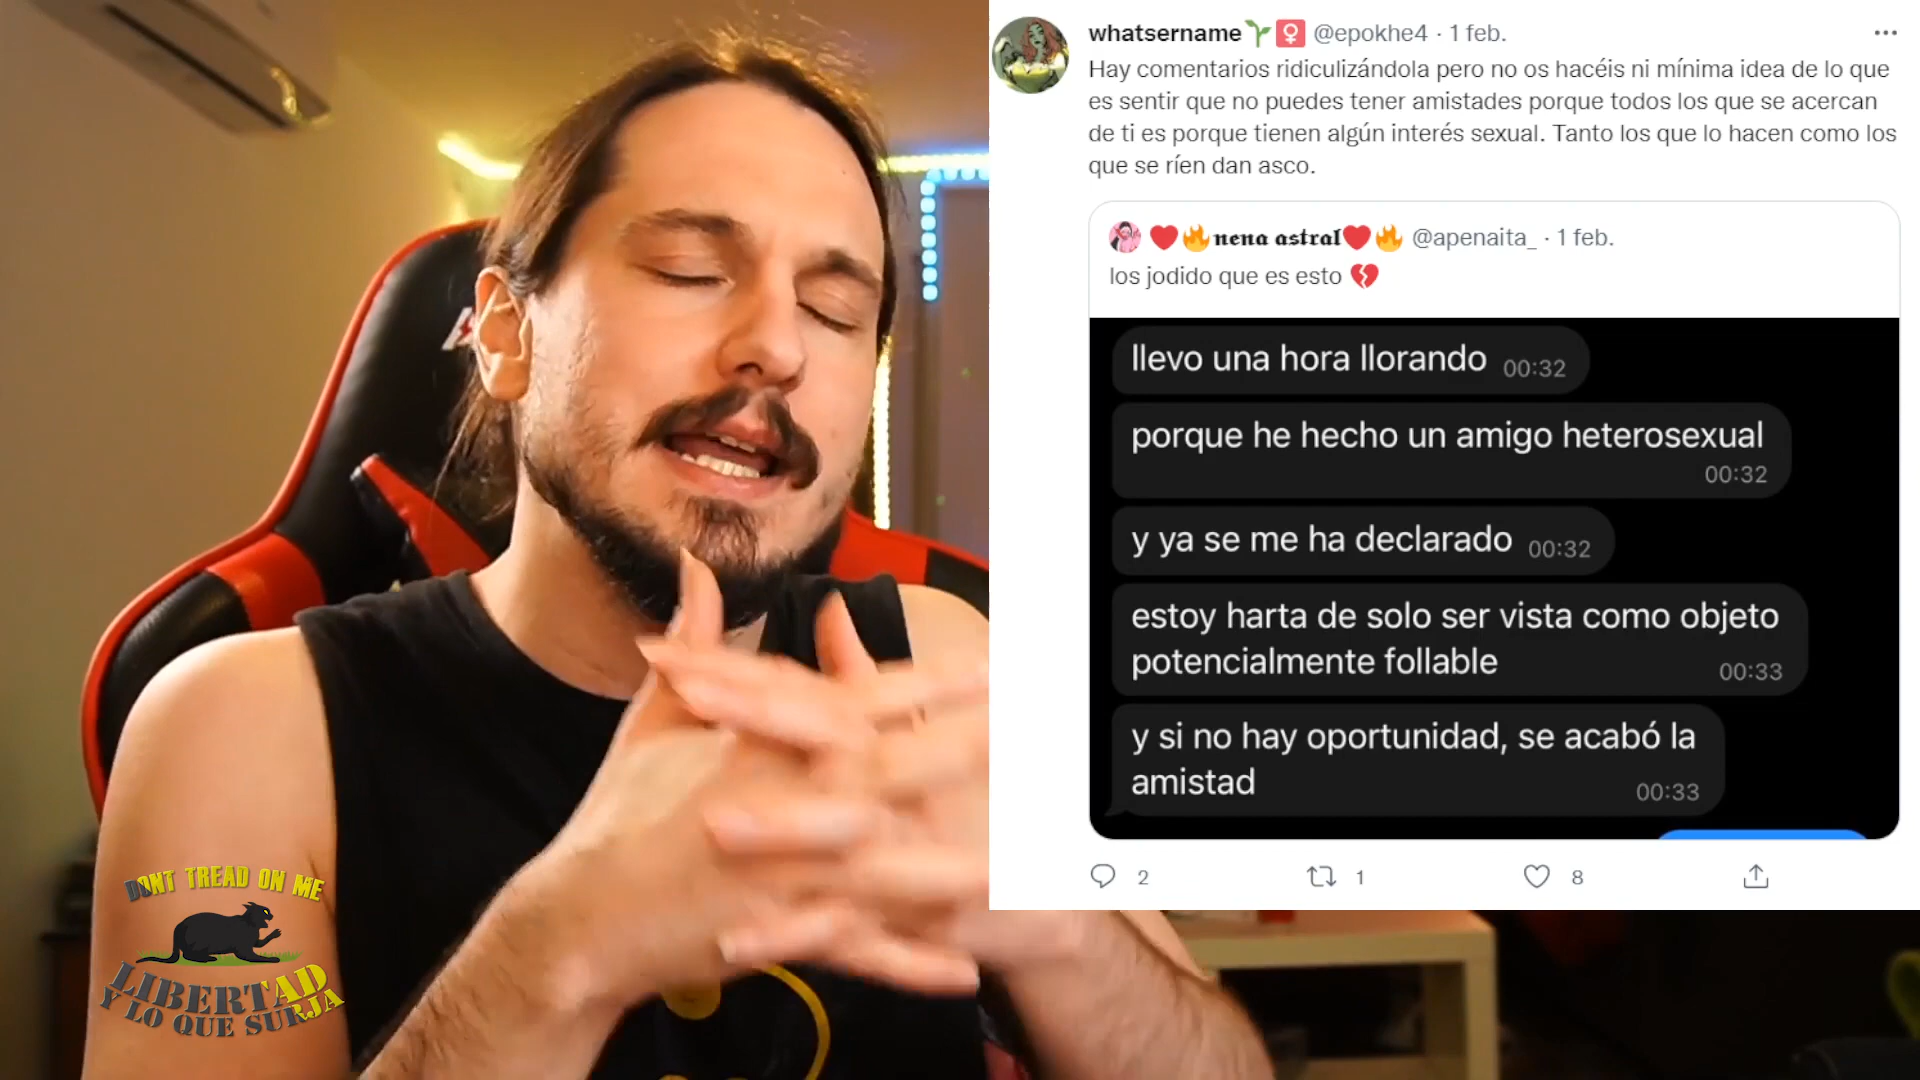 whatsername @epokhe4 · 1 feb.
Hay comentarios ridiculizándola pero no os hacéis ni mínima idea de lo que
es sentir que no puedes tener amistades porque todos los que se acercan
de ti es porque tienen algún interés sexual. Tanto los que lo hacen como los
que se ríen dan asco.
nena astral @apenaita_ · 1 feb.
los jodido que es esto
llevo una hora llorando 00:32
porque he hecho un amigo heterosexual
00:32
y ya se me ha declarado 00:32
estoy harta de solo ser vista como objeto
potencialmente follable 00:33
y si no hay oportunidad, se acabó la
amistad 00:33
2 1 8
DONT TREAD ON ME
LIBERTAD
Y LO QUE SURJA